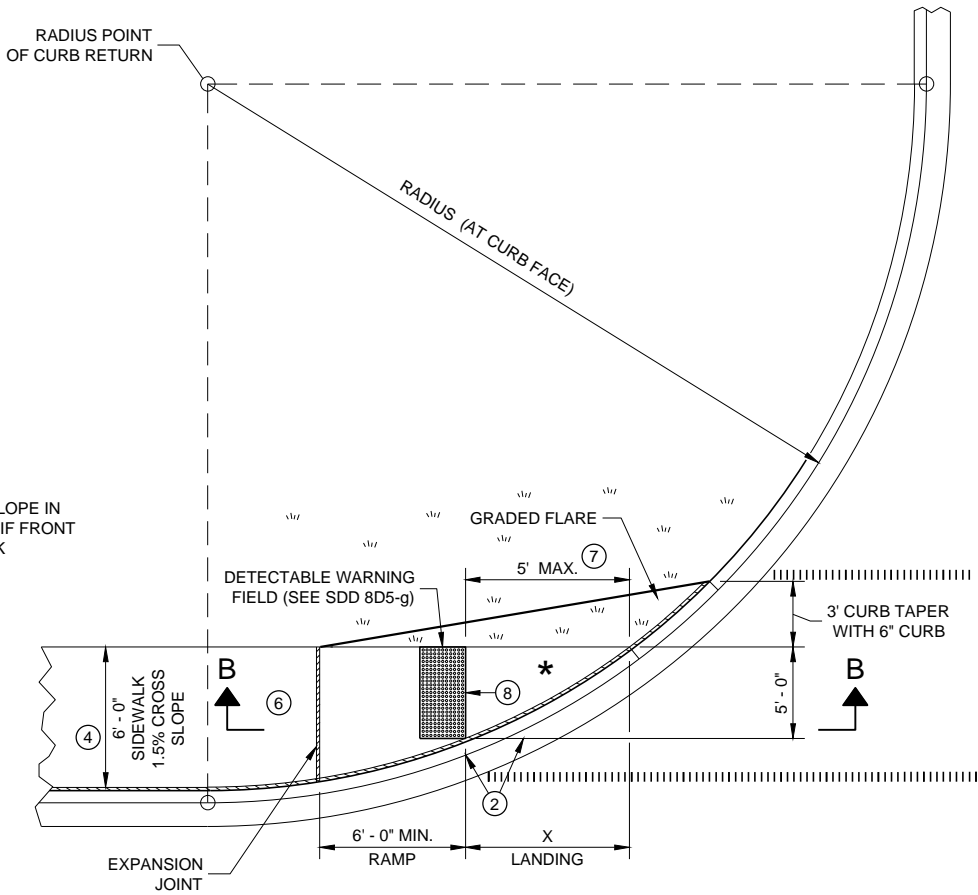 RADIUS POINT
OF CURB RETURN
RADIUS (AT CURB FACE)
LOPE IN
IF FRONT
K
GRADED FLARE
7
5' MAX.
DETECTABLE WARNING
FIELD (SEE SDD 8D5-g)
3' CURB TAPER
WITH 6" CURB
B
B
*
4
6' - 0"
SIDEWALK
1.5% CROSS
SLOPE
6
8
5' - 0"
2
6' - 0" MIN.
RAMP
X
LANDING
EXPANSION
JOINT